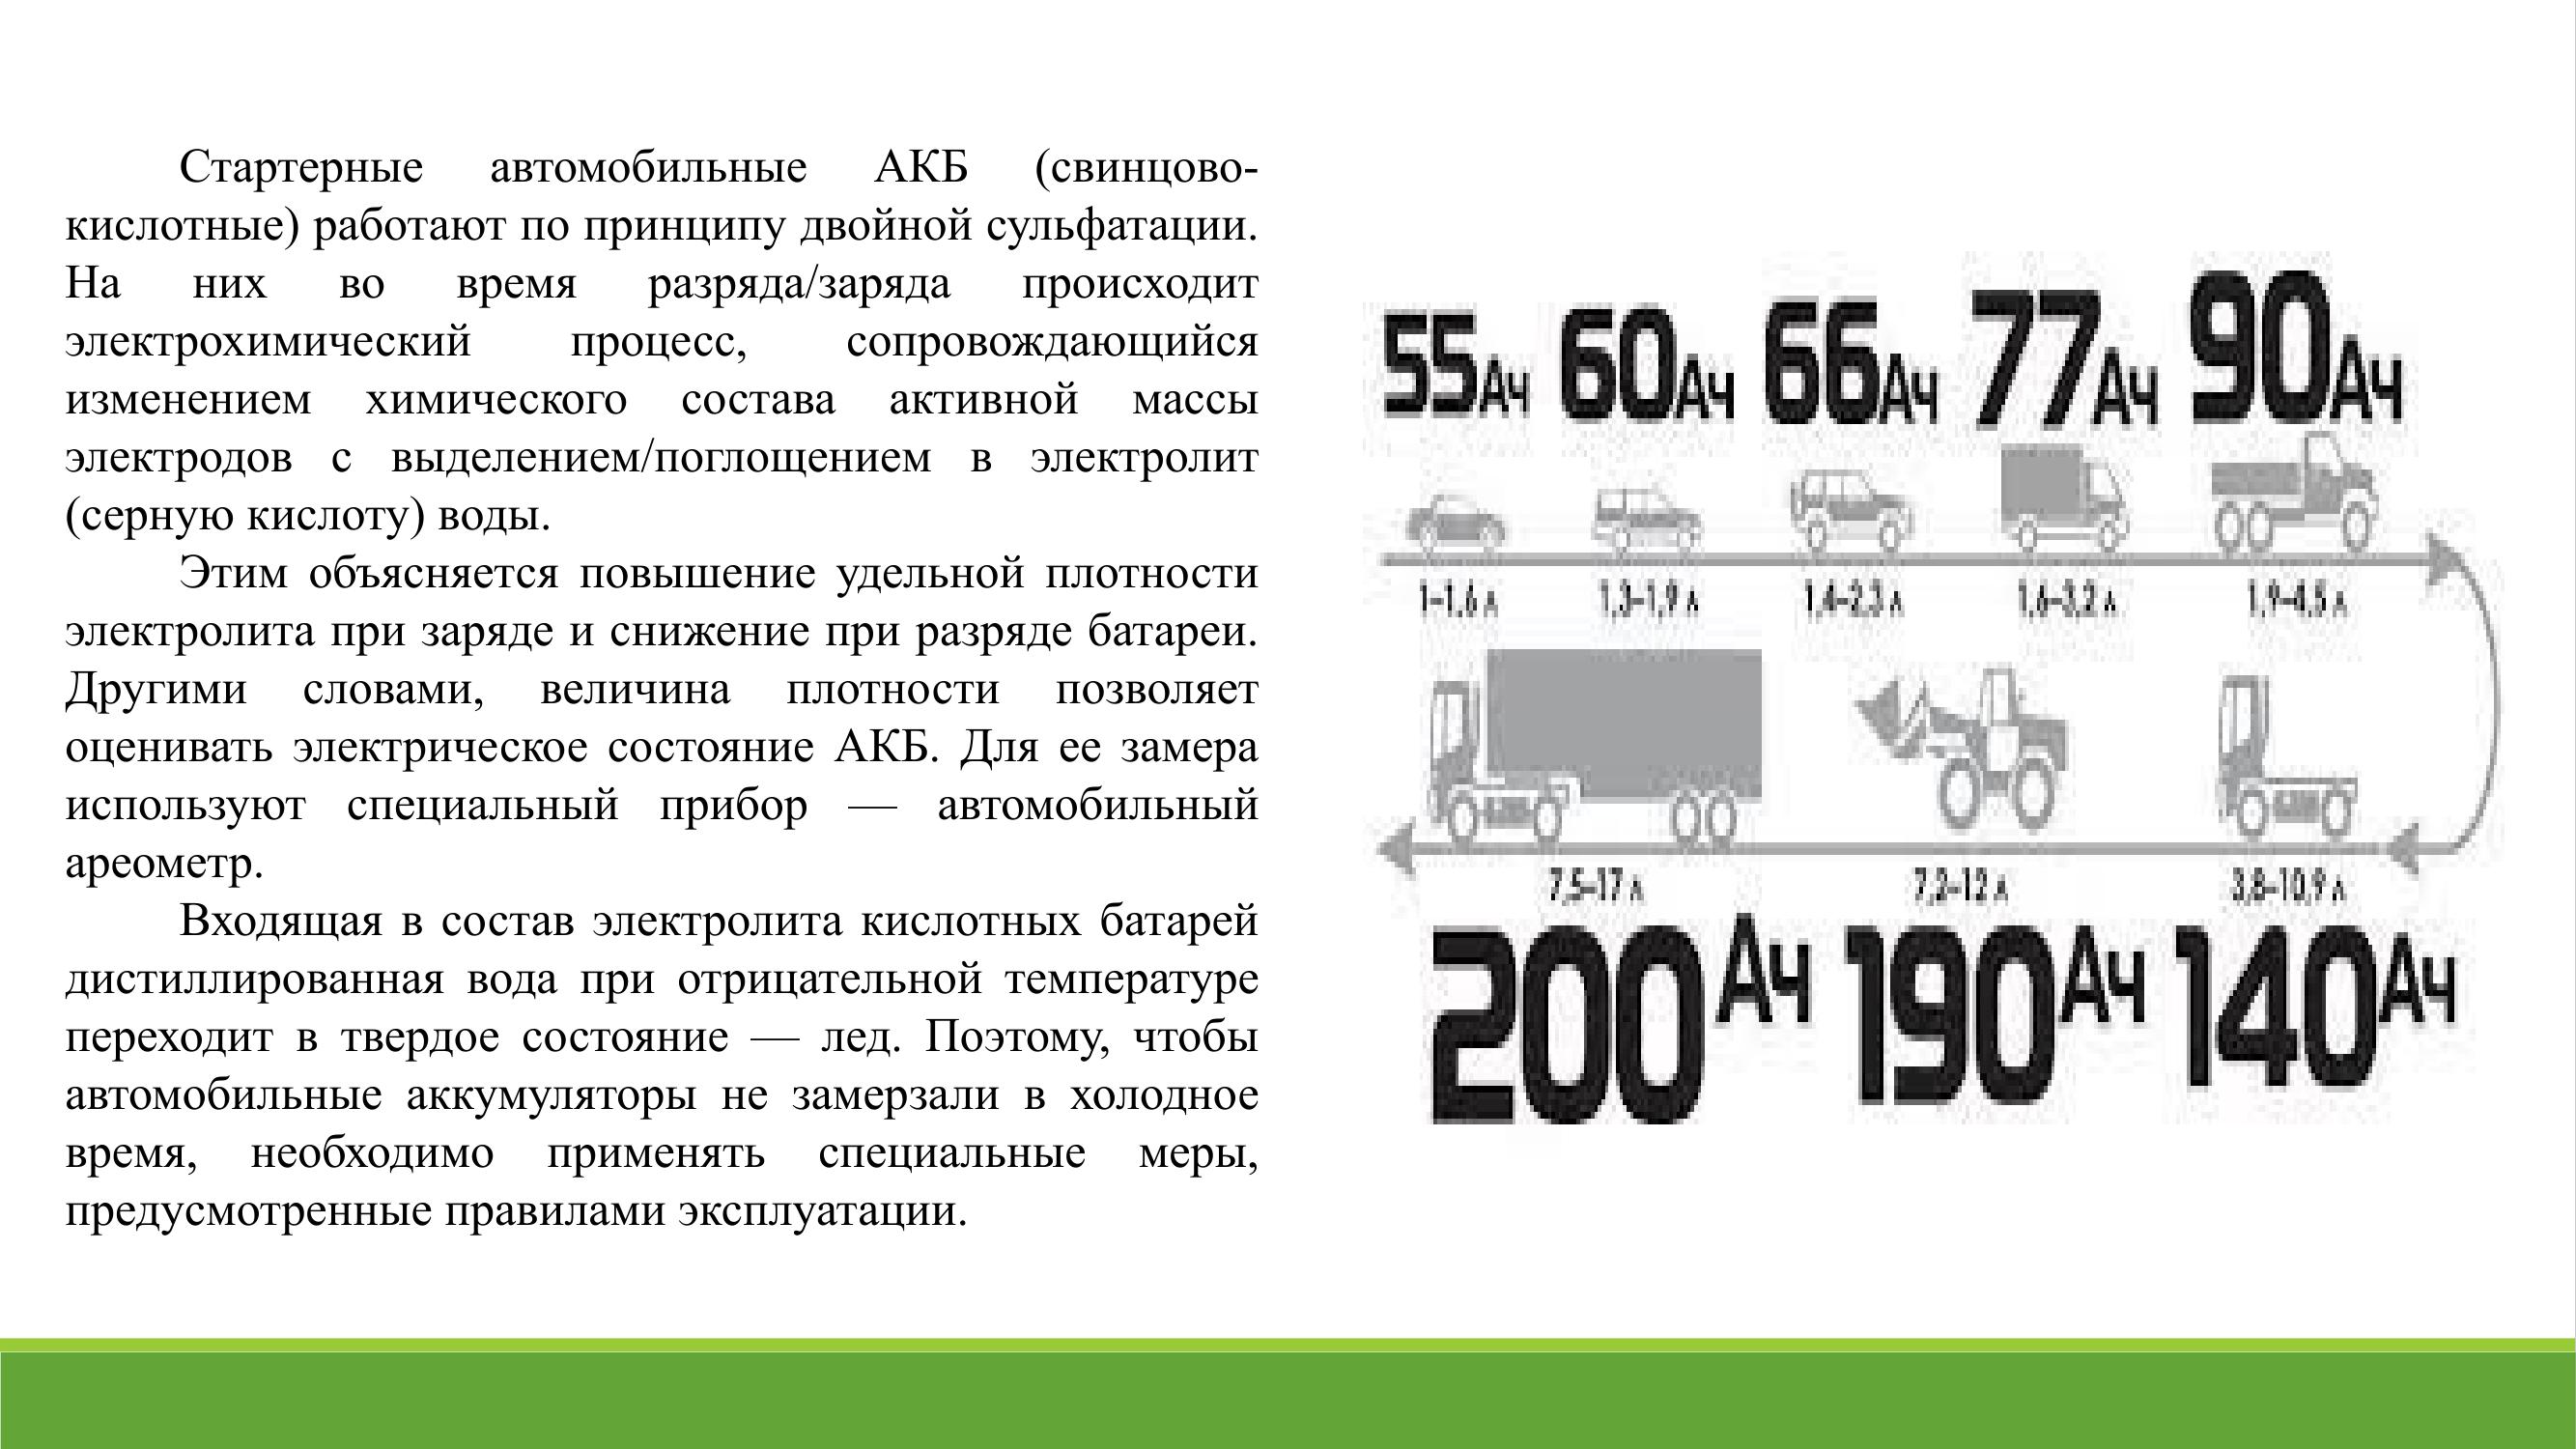 Стартерные автомобильные АКБ (свинцово-
кислотные) работают по принципу двойной сульфатации.
На них во время разряда/заряда происходит
электрохимический процесс, сопровождающийся
изменением химического состава активной массы
электродов с выделением/поглощением в электролит
(серную кислоту) воды.
Этим объясняется повышение удельной плотности
электролита при заряде и снижение при разряде батареи.
Другими словами, величина плотности позволяет
оценивать электрическое состояние АКБ. Для ее замера
используют специальный прибор — автомобильный
ареометр.
Входящая в состав электролита кислотных батарей
дистиллированная вода при отрицательной температуре
переходит в твердое состояние — лед. Поэтому, чтобы
автомобильные аккумуляторы не замерзали в холодное
время, необходимо применять специальные меры,
предусмотренные правилами эксплуатации.
55Ач 60Ач 66Ач 77Ач 90Ач
1–1,6 л 1,3–1,9 л 1,4–2,3 л 1,6–3,2 л 1,9–4,5 л
7,5–17 л 7,2–12 л 3,8–10,9 л
200Ач 190Ач 140Ач